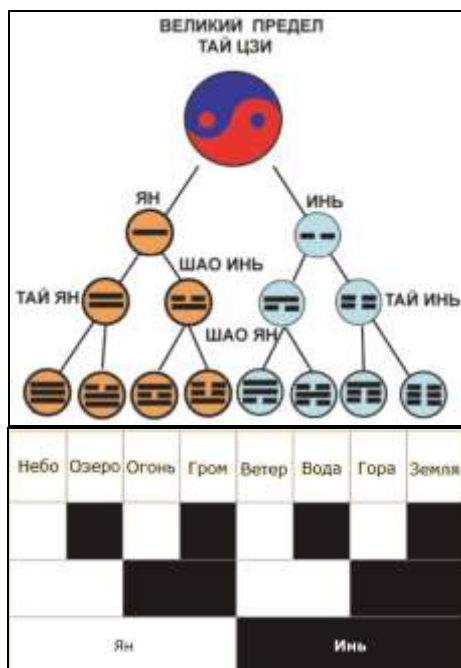 ВЕЛИКИЙ ПРЕДЕЛ
ТАЙ ЦЗИ
ЯН
ИНЬ
ШАО ИНЬ
ТАЙ ЯН
ТАЙ ИНЬ
ШАО ЯН
Небо Озеро Огонь Гром Ветер Вода Гора Земля
Ян Инь